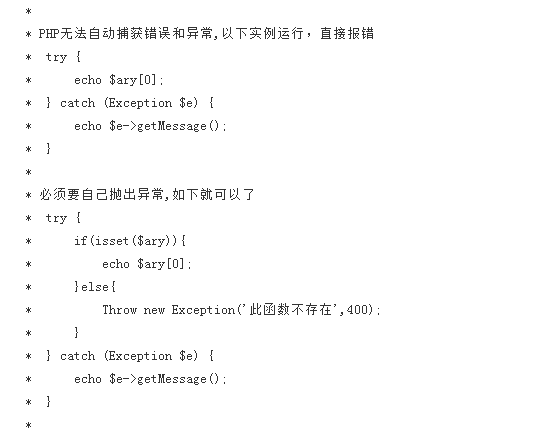 *
* PHP无法自动捕获错误和异常,以下实例运行，直接报错
*  try {
*      echo $ary[0];
*  } catch (Exception $e) {
*      echo $e->getMessage();
*  }
*
* 必须要自己抛出异常,如下就可以了
*  try {
*      if(isset($ary)){
*          echo $ary[0];
*      }else{
*          Throw new Exception('此函数不存在',400);
*      }
*  } catch (Exception $e) {
*      echo $e->getMessage();
*  }
*